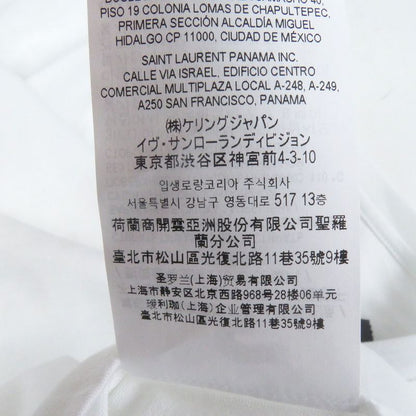 PISO 19 COLONIA LOMAS DE CHAPULTEPEC,
PRIMERA SECCIÓN ALCALDÍA MIGUEL
HIDALGO CP 11000, CIUDAD DE MÉXICO
SAINT LAURENT PANAMA INC.
CALLE VIA ISRAEL, EDIFICIO CENTRO
COMERCIAL MULTIPLAZA LOCAL A-248, A-249,
A250 SAN FRANCISCO, PANAMA
(株)ケリングジャパン
イヴ・サンローランディビジョン
東京都渋谷区神宮前4-3-10
입생로랑코리아 주식회사
서울특별시 강남구 영동대로 517 13층
荷蘭商開雲亞洲股份有限公司聖羅
蘭分公司
臺北市松山區光復北路11巷35號9樓
圣罗兰(上海)贸易有限公司
上海市静安区北京西路968号28楼06单元
(上海)企业管理有限公司
臺北市松山區光復北路11巷35號9樓